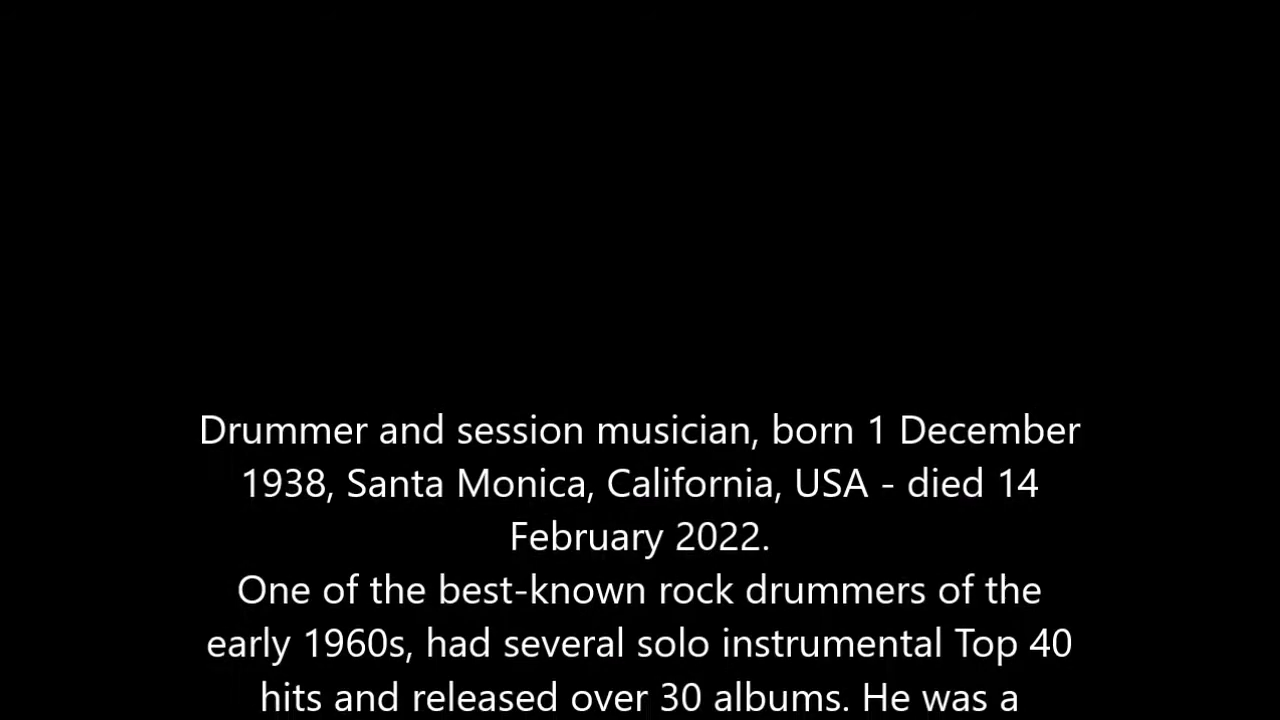 Drummer and session musician, born 1 December
1938, Santa Monica, California, USA - died 14
February 2022.
One of the best-known rock drummers of the
early 1960s, had several solo instrumental Top 40
hits and released over 30 albums. He was a